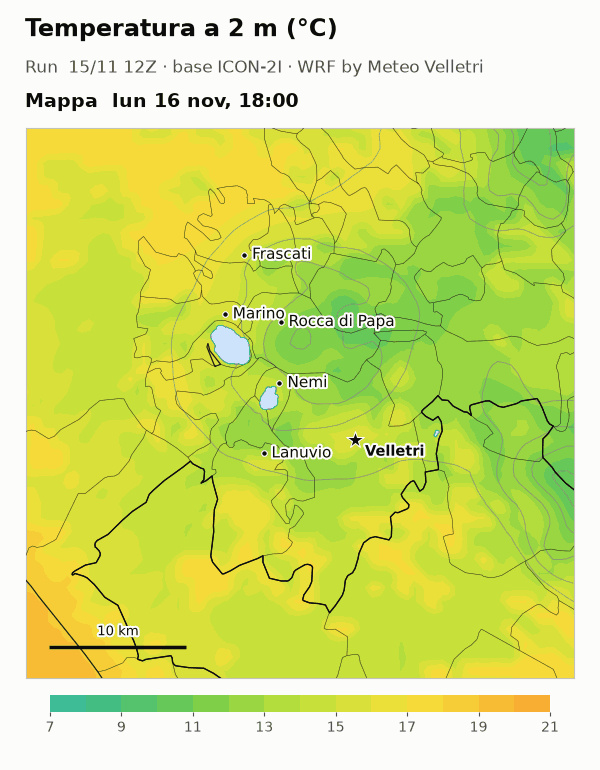 Temperatura a 2 m (°C)
Run  15/11 12Z · base ICON-2I · WRF by Meteo Velletri
Mappa  lun 16 nov, 18:00
Frascati
Marino
Rocca di Papa
Nemi
Velletri
Lanuvio
10 km
7 9 11 13 15 17 19 21